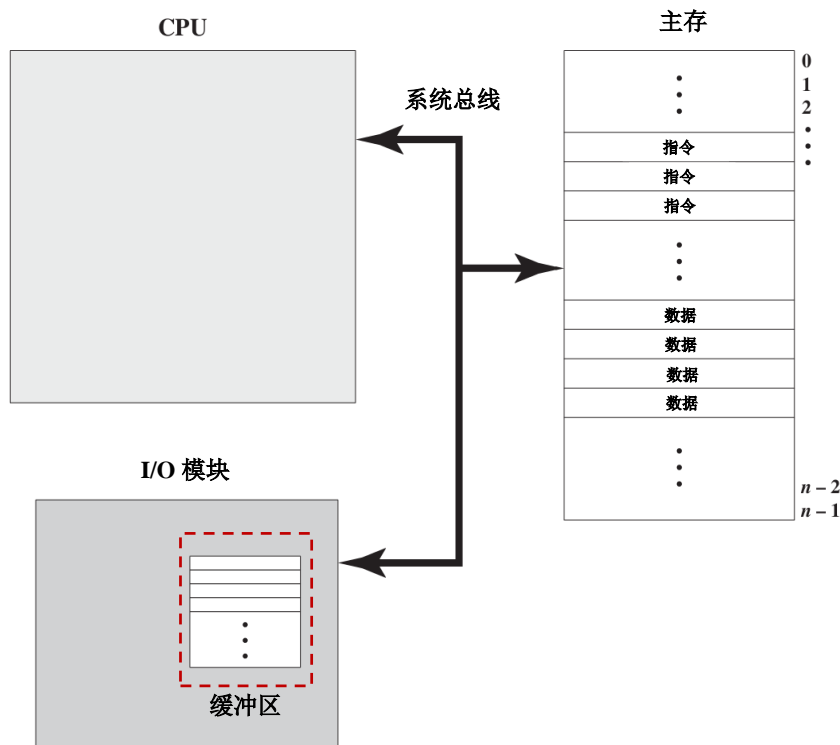 CPU
主存
系统总线
0
1
2
指令
指令
指令
数据
数据
数据
数据
n – 2
n – 1
I/O 模块
缓冲区